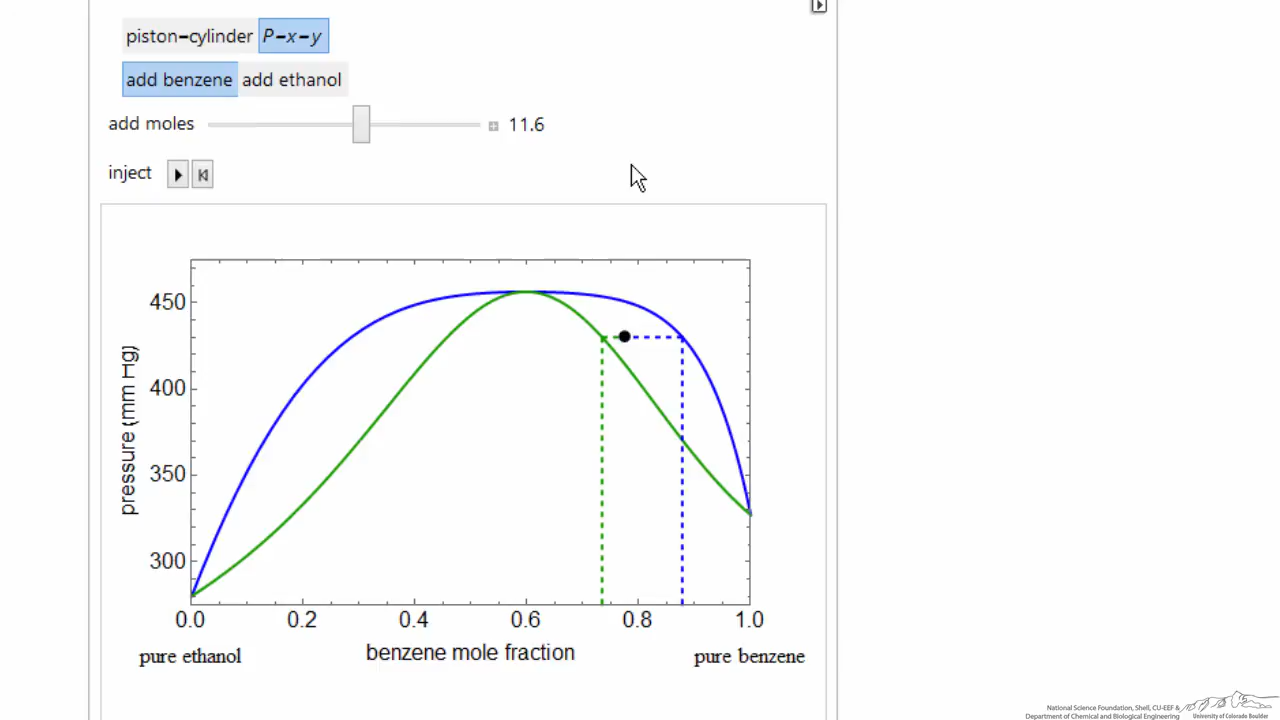 piston−cylinder P−x−y
add benzene add ethanol
add moles 11.6
inject
pressure (mm Hg)
450
400
350
300
0.0 0.2 0.4 0.6 0.8 1.0
pure ethanol benzene mole fraction pure benzene
National Science Foundation, Shell, CU-EEF &
Department of Chemical and Biological Engineering
University of Colorado Boulder